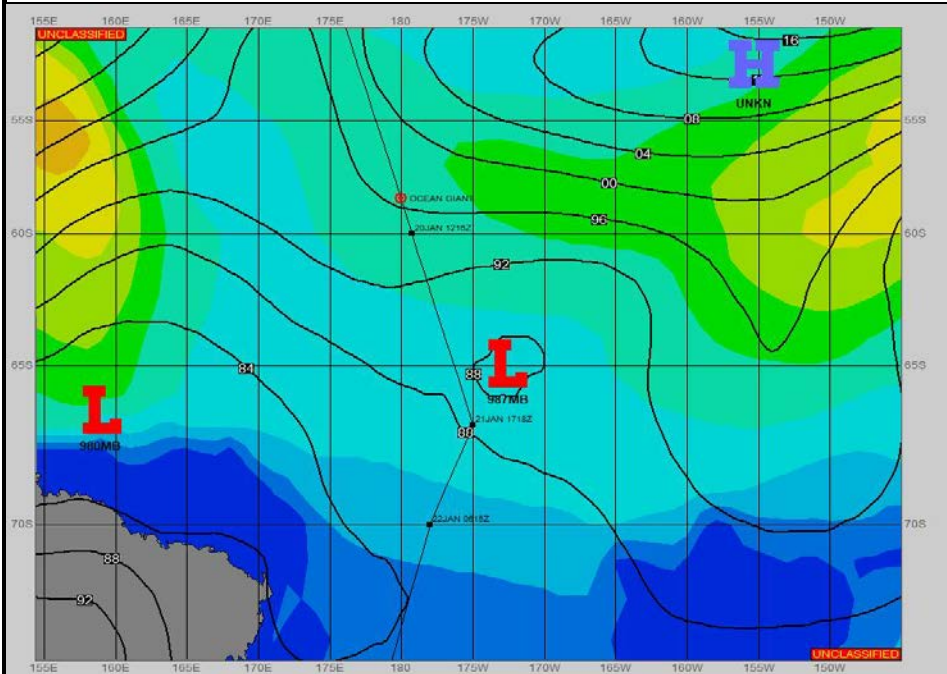 155E 160E 165E 170E 175E 180 175W 170W 165W 160W 155W 150W
UNCLASSIFIED
16
H
UNKN
55S 08 55S
04
00
OCEAN GIANT
96
60S 20JAN 1218Z 60S
92
65S 84 88 L 65S
987MB
L
980MB
21JAN 1718Z
88
70S 22JAN 0618Z 70S
88
92
UNCLASSIFIED
155E 160E 165E 170E 175E 180 175W 170W 165W 160W 155W 150W